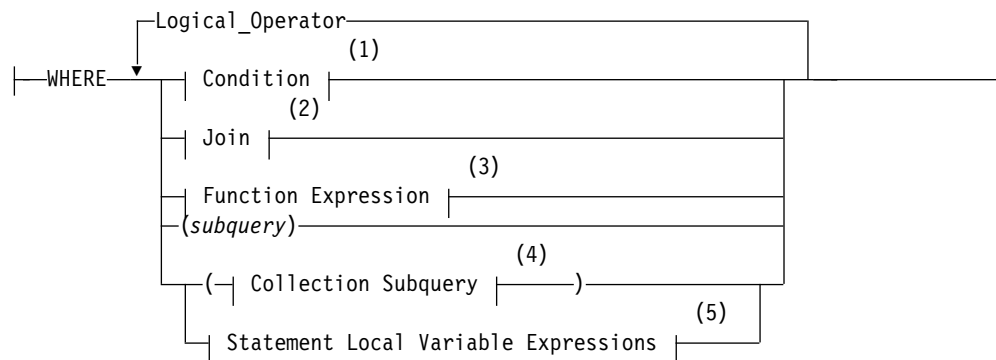 Logical_Operator
(1)
WHERE Condition
(2)
Join
(3)
Function Expression
(subquery)
(4)
( Collection Subquery )
(5)
Statement Local Variable Expressions